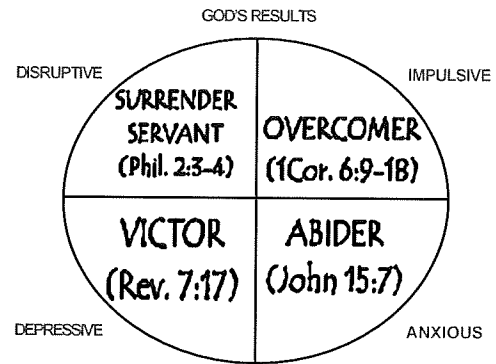 GOD'S RESULTS
DISRUPTIVE
IMPULSIVE
SURRENDER
SERVANT
(Phil. 2:3-4)
OVERCOMER
(1Cor. 6:9-18)
VICTOR
(Rev. 7:17)
ABIDER
(John 15:7)
DEPRESSIVE
ANXIOUS